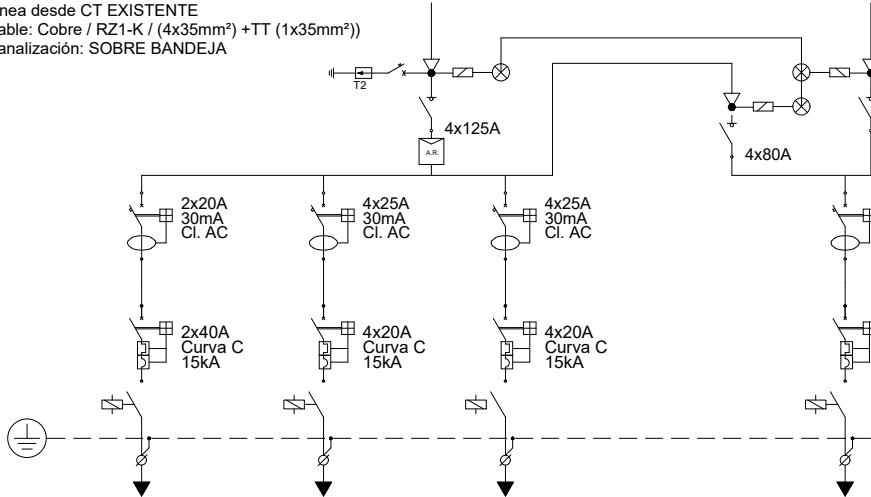 nea desde CT EXISTENTE
able: Cobre / RZ1-K / (4x35mm²) +TT (1x35mm²))
analización: SOBRE BANDEJA
T2
4x125A
A.R.
4x80A
2x20A
30mA
Cl. AC
4x25A
30mA
Cl. AC
4x25A
30mA
Cl. AC
2x40A
Curva C
15kA
4x20A
Curva C
15kA
4x20A
Curva C
15kA